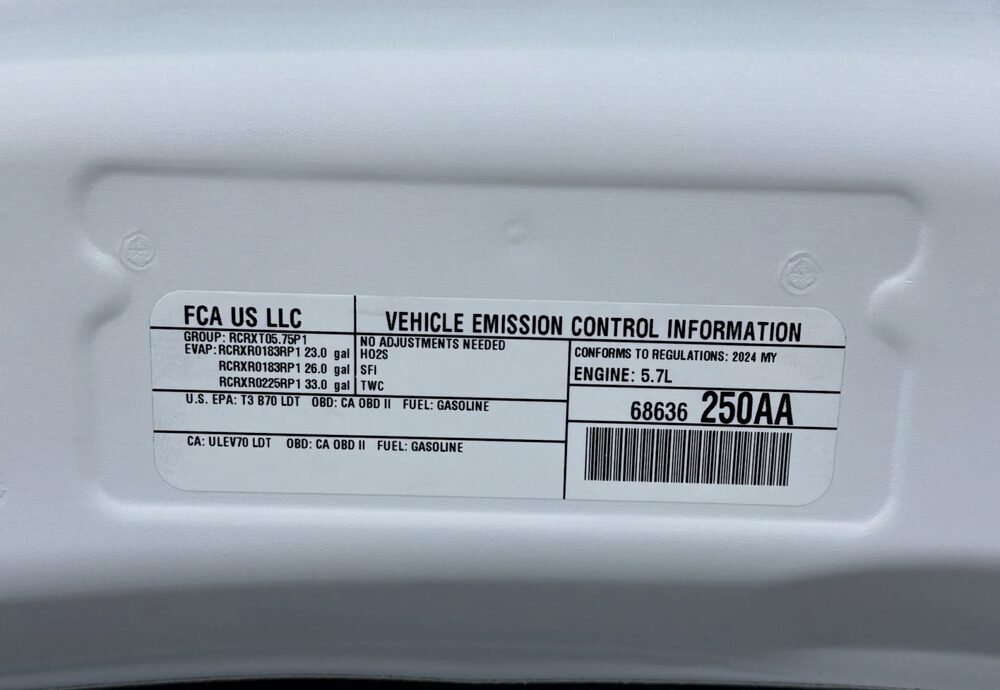 FCA US LLC
VEHICLE EMISSION CONTROL INFORMATION
GROUP: RCRXT05.75P1
EVAP: RCRXR0183RP1 23.0 gal
RCRXR0183RP1 26.0 gal
RCRXR0225RP1 33.0 gal
NO ADJUSTMENTS NEEDED
HO2S
SFI
TWC
CONFORMS TO REGULATIONS: 2024 MY
ENGINE: 5.7L
U.S. EPA: T3 B70 LDT OBD: CA OBD II FUEL: GASOLINE
68636 250AA
CA: ULEV70 LDT OBD: CA OBD II FUEL: GASOLINE